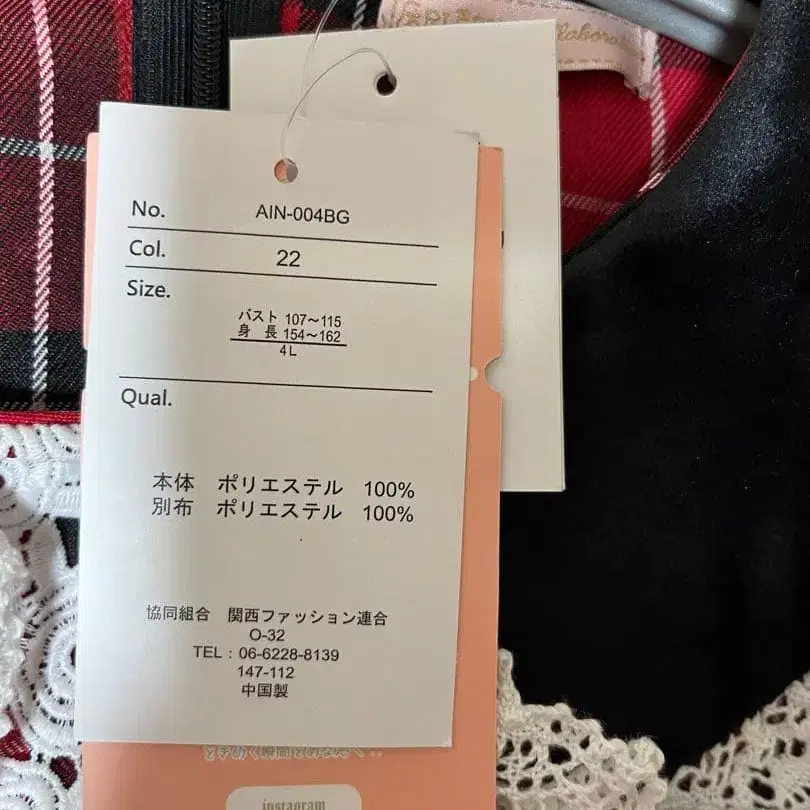 No. AIN-004BG
Col. 22
Size.
バスト 107～115
身 長 154～162
4L
Qual.
本体 ポリエステル 100%
別布 ポリエステル 100%
協同組合 関西ファッション連合
O-32
TEL：06-6228-8139
147-112
中国製
instagram